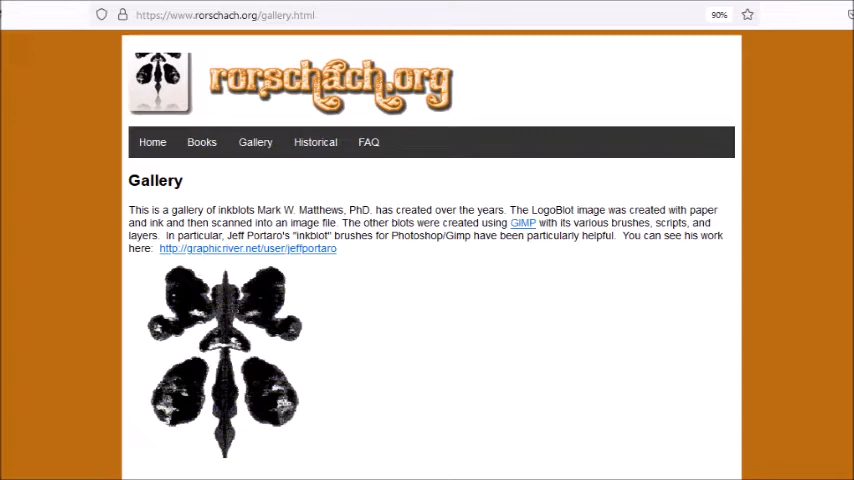 https://www.rorschach.org/gallery.html 90%
rorschach.org
Home Books Gallery Historical FAQ
Gallery
This is a gallery of inkblots Mark W. Matthews, PhD. has created over the years. The LogoBlot image was created with paper
and ink and then scanned into an image file. The other blots were created using GIMP with its various brushes, scripts, and
layers. In particular, Jeff Portaro's "inkblot" brushes for Photoshop/Gimp have been particularly helpful. You can see his work
here: http://graphicriver.net/user/jeffportaro